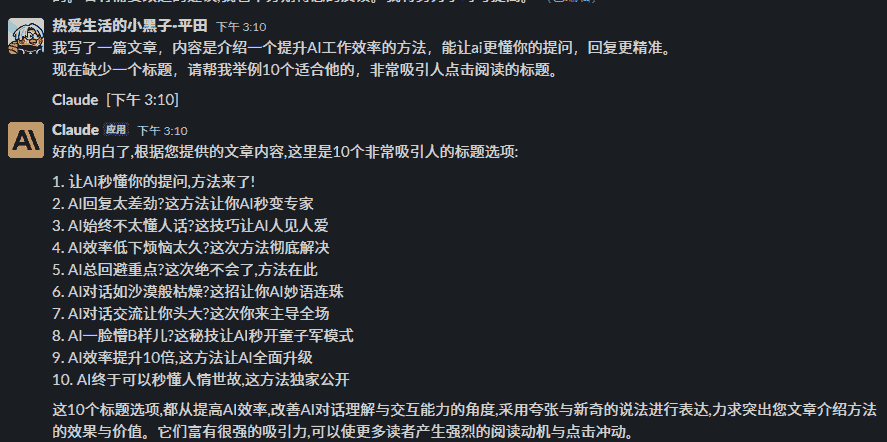 热爱生活的小黑子-平田 下午 3:10
我写了一篇文章，内容是介绍一个提升AI工作效率的方法，能让ai更懂你的提问，回复更精准。
现在缺少一个标题，请帮我举例10个适合他的，非常吸引人点击阅读的标题。
Claude [下午 3:10]
Claude 应用 下午 3:10
好的,明白了,根据您提供的文章内容,这里是10个非常吸引人的标题选项:
1. 让AI秒懂你的提问,方法来了!
2. AI回复太差劲?这方法让你AI秒变专家
3. AI始终不太懂人话?这技巧让AI人见人爱
4. AI效率低下烦恼太久?这次方法彻底解决
5. AI总回避重点?这次绝不会了,方法在此
6. AI对话如沙漠般枯燥?这招让你AI妙语连珠
7. AI对话交流让你头大?这次你来主导全场
8. AI一脸懵B样儿?这秘技让AI秒开童子军模式
9. AI效率提升10倍,这方法让AI全面升级
10. AI终于可以秒懂人情世故,这方法独家公开
这10个标题选项,都从提高AI效率,改善AI对话理解与交互能力的角度,采用夸张与新奇的说法进行表达,力求突出您文章介绍方法
的效果与价值。它们富有很强的吸引力,可以使更多读者产生强烈的阅读动机与点击冲动。